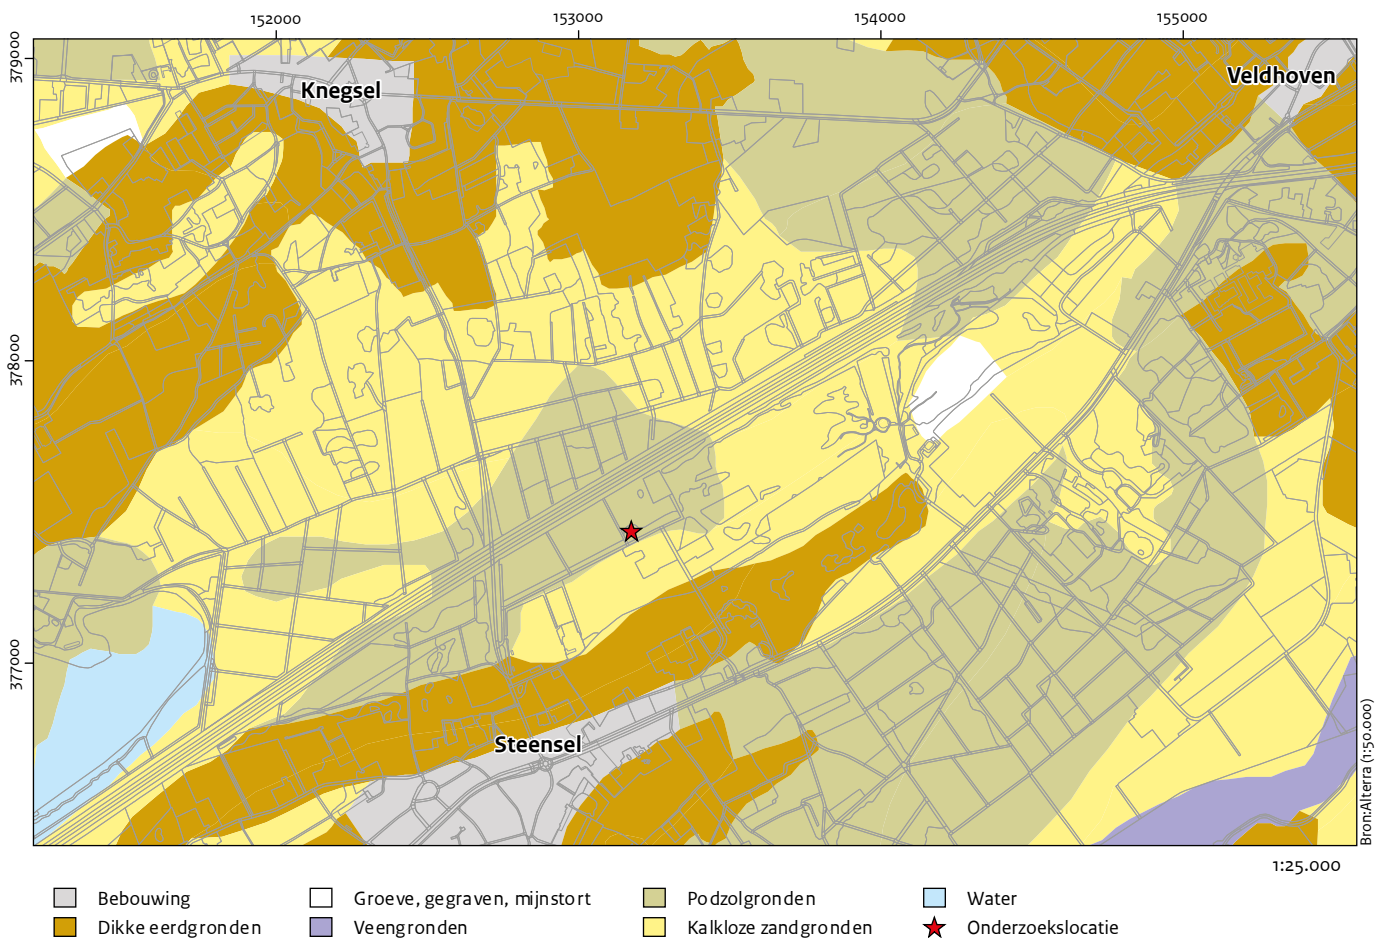 152000 153000 154000 155000
379000
378000
377000
Knegsel
Veldhoven
Steensel
Bron:Alterra (1:50.000)
1:25.000
Bebouwing
Groeve, gegraven, mijnstort
Podzolgronden
Water
Dikke eerdgronden
Veengronden
Kalkloze zandgronden
Onderzoekslocatie